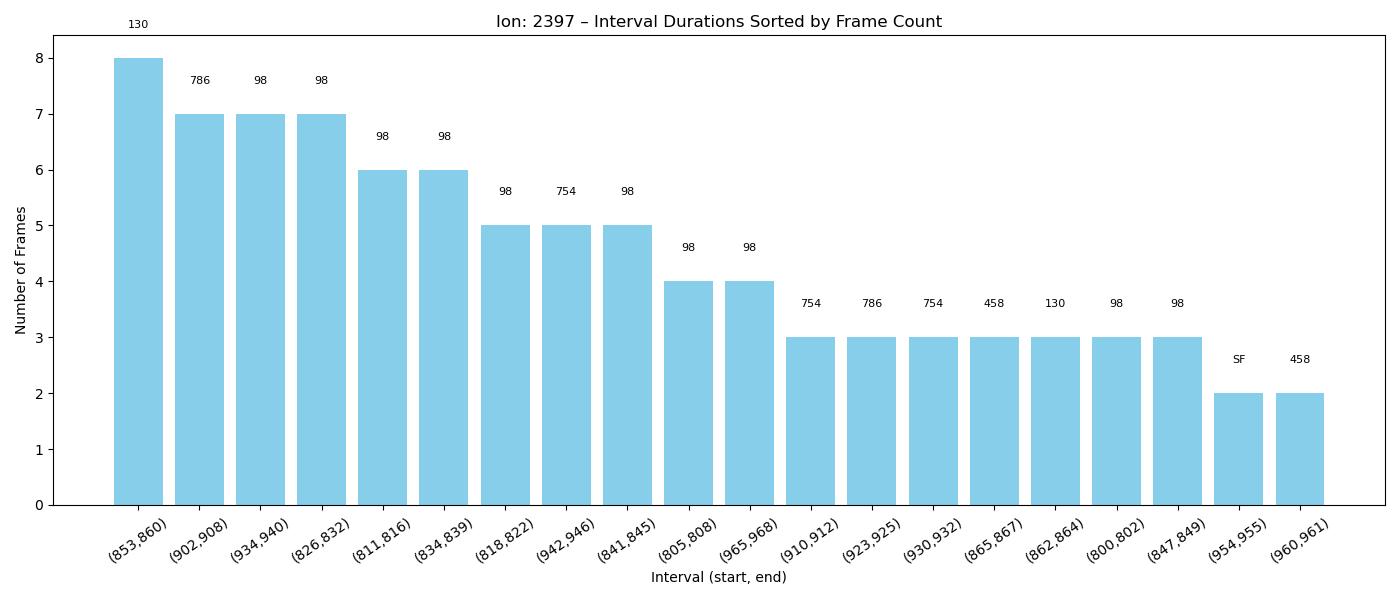 130
Ion: 2397 – Interval Durations Sorted by Frame Count
8
786 98 98
7
98 98
6
98 754 98
5
98 98
4
754 786 754 458 130 98 98
3
SF 458
2
1
0
Number of Frames
(853,860) (902,908) (934,940) (826,832) (811,816) (834,839) (818,822) (942,946) (841,845) (805,808) (965,968) (910,912) (923,925) (930,932) (865,867) (862,864) (800,802) (847,849) (954,955) (960,961)
Interval (start, end)